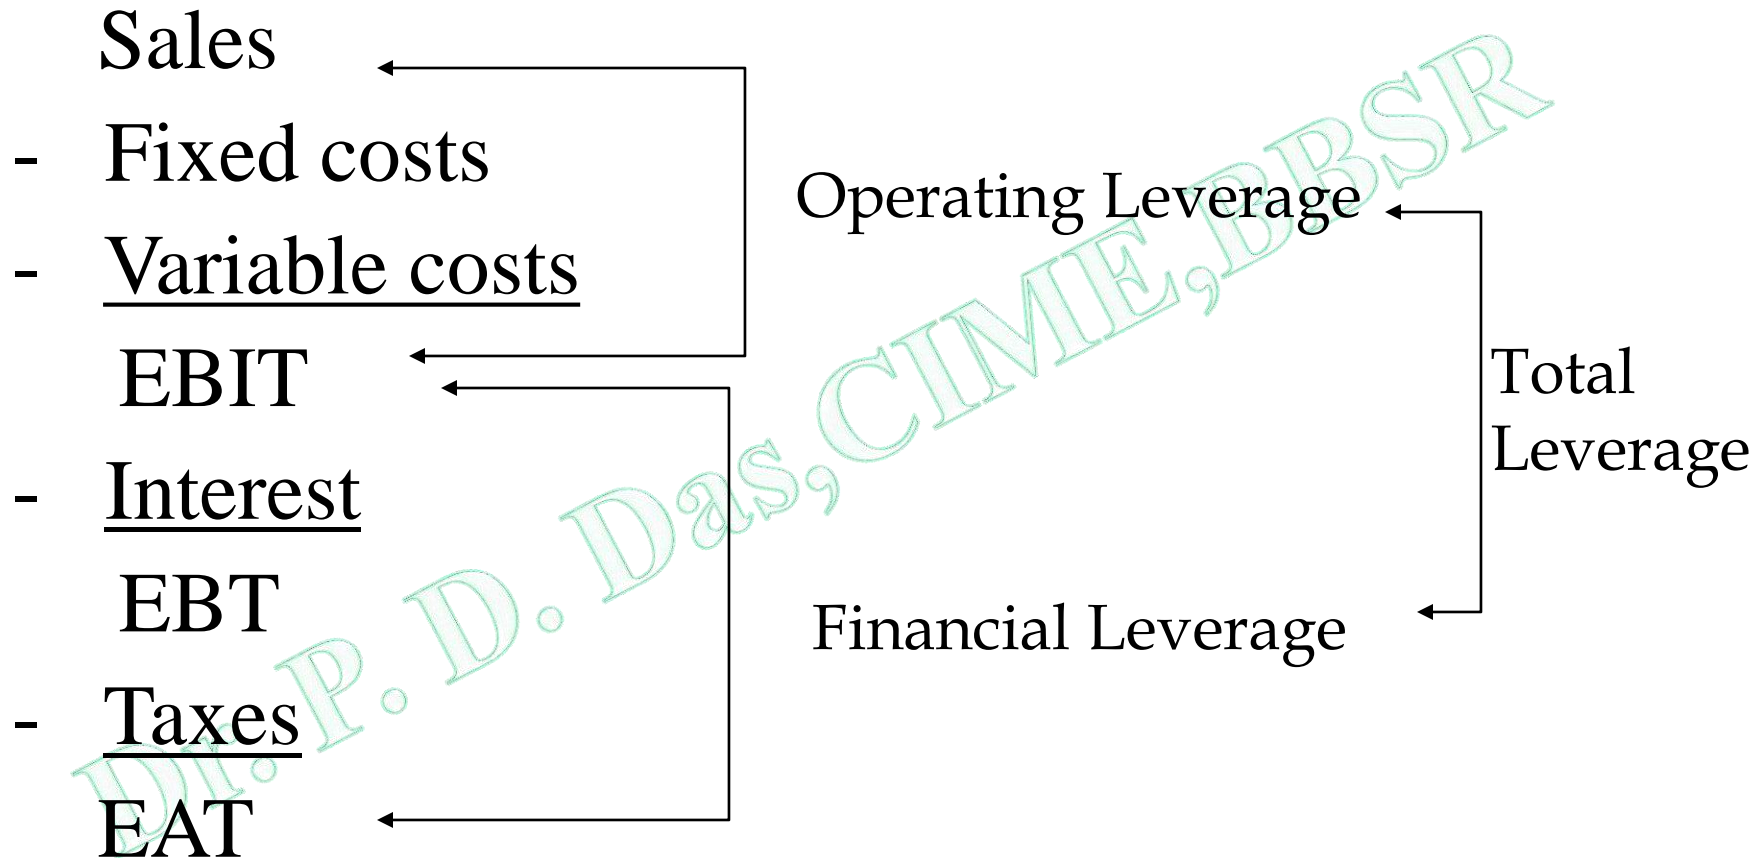 Sales
- Fixed costs
- Variable costs
EBIT
- Interest
EBT
- Taxes
EAT
Operating Leverage
Financial Leverage
Total
Leverage
Dr. P. D. Das,CIME,BBSR